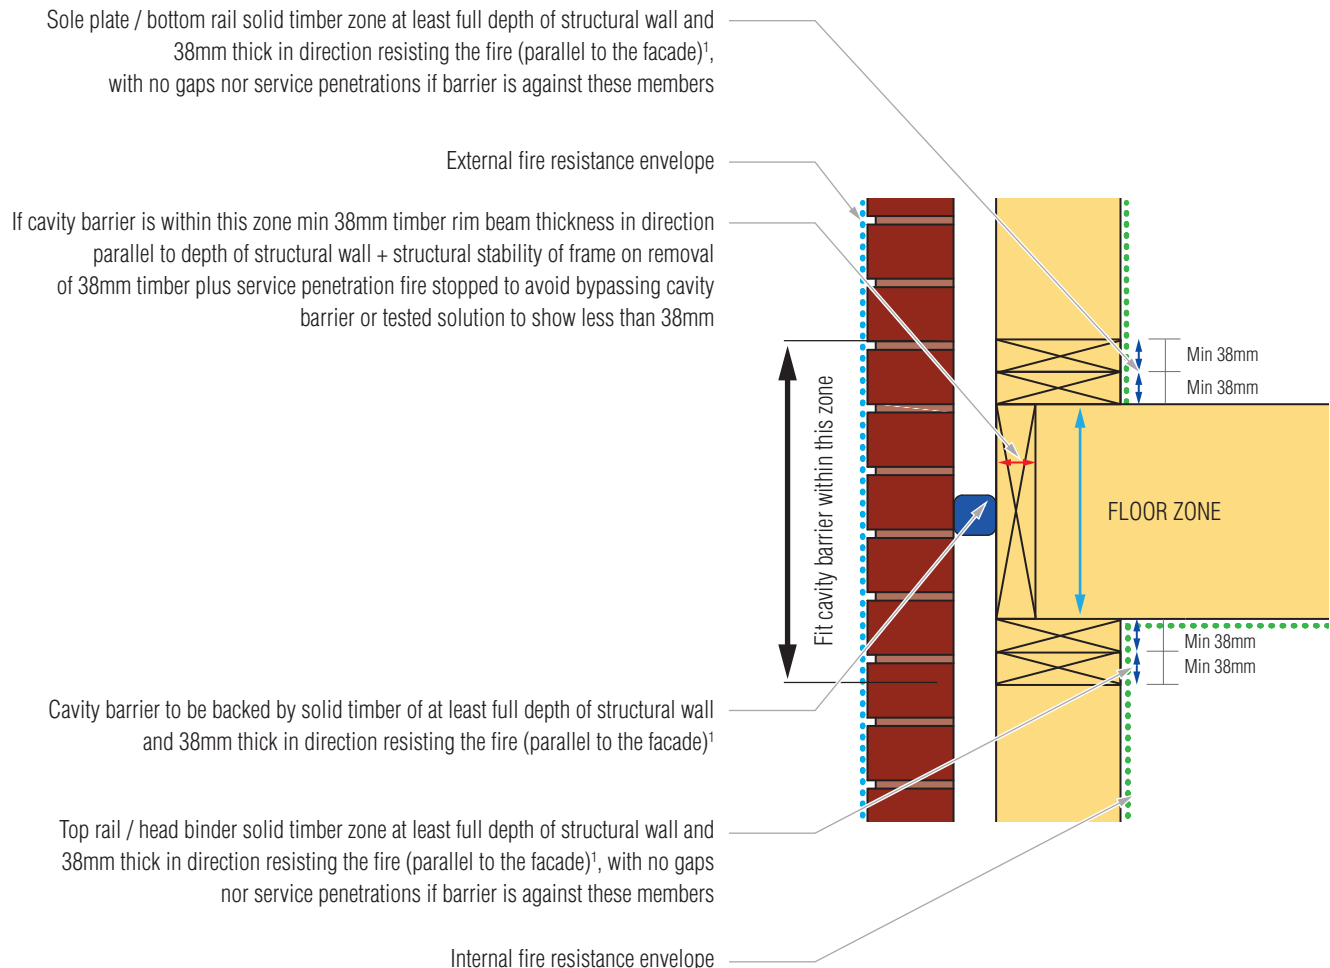 Sole plate / bottom rail solid timber zone at least full depth of structural wall and
38mm thick in direction resisting the fire (parallel to the facade)¹,
with no gaps nor service penetrations if barrier is against these members
External fire resistance envelope
If cavity barrier is within this zone min 38mm timber rim beam thickness in direction
parallel to depth of structural wall + structural stability of frame on removal
of 38mm timber plus service penetration fire stopped to avoid bypassing cavity
barrier or tested solution to show less than 38mm
Min 38mm
Min 38mm
Fit cavity barrier within this zone
FLOOR ZONE
Min 38mm
Min 38mm
Cavity barrier to be backed by solid timber of at least full depth of structural wall
and 38mm thick in direction resisting the fire (parallel to the facade)¹
Top rail / head binder solid timber zone at least full depth of structural wall and
38mm thick in direction resisting the fire (parallel to the facade)¹, with no gaps
nor service penetrations if barrier is against these members
Internal fire resistance envelope